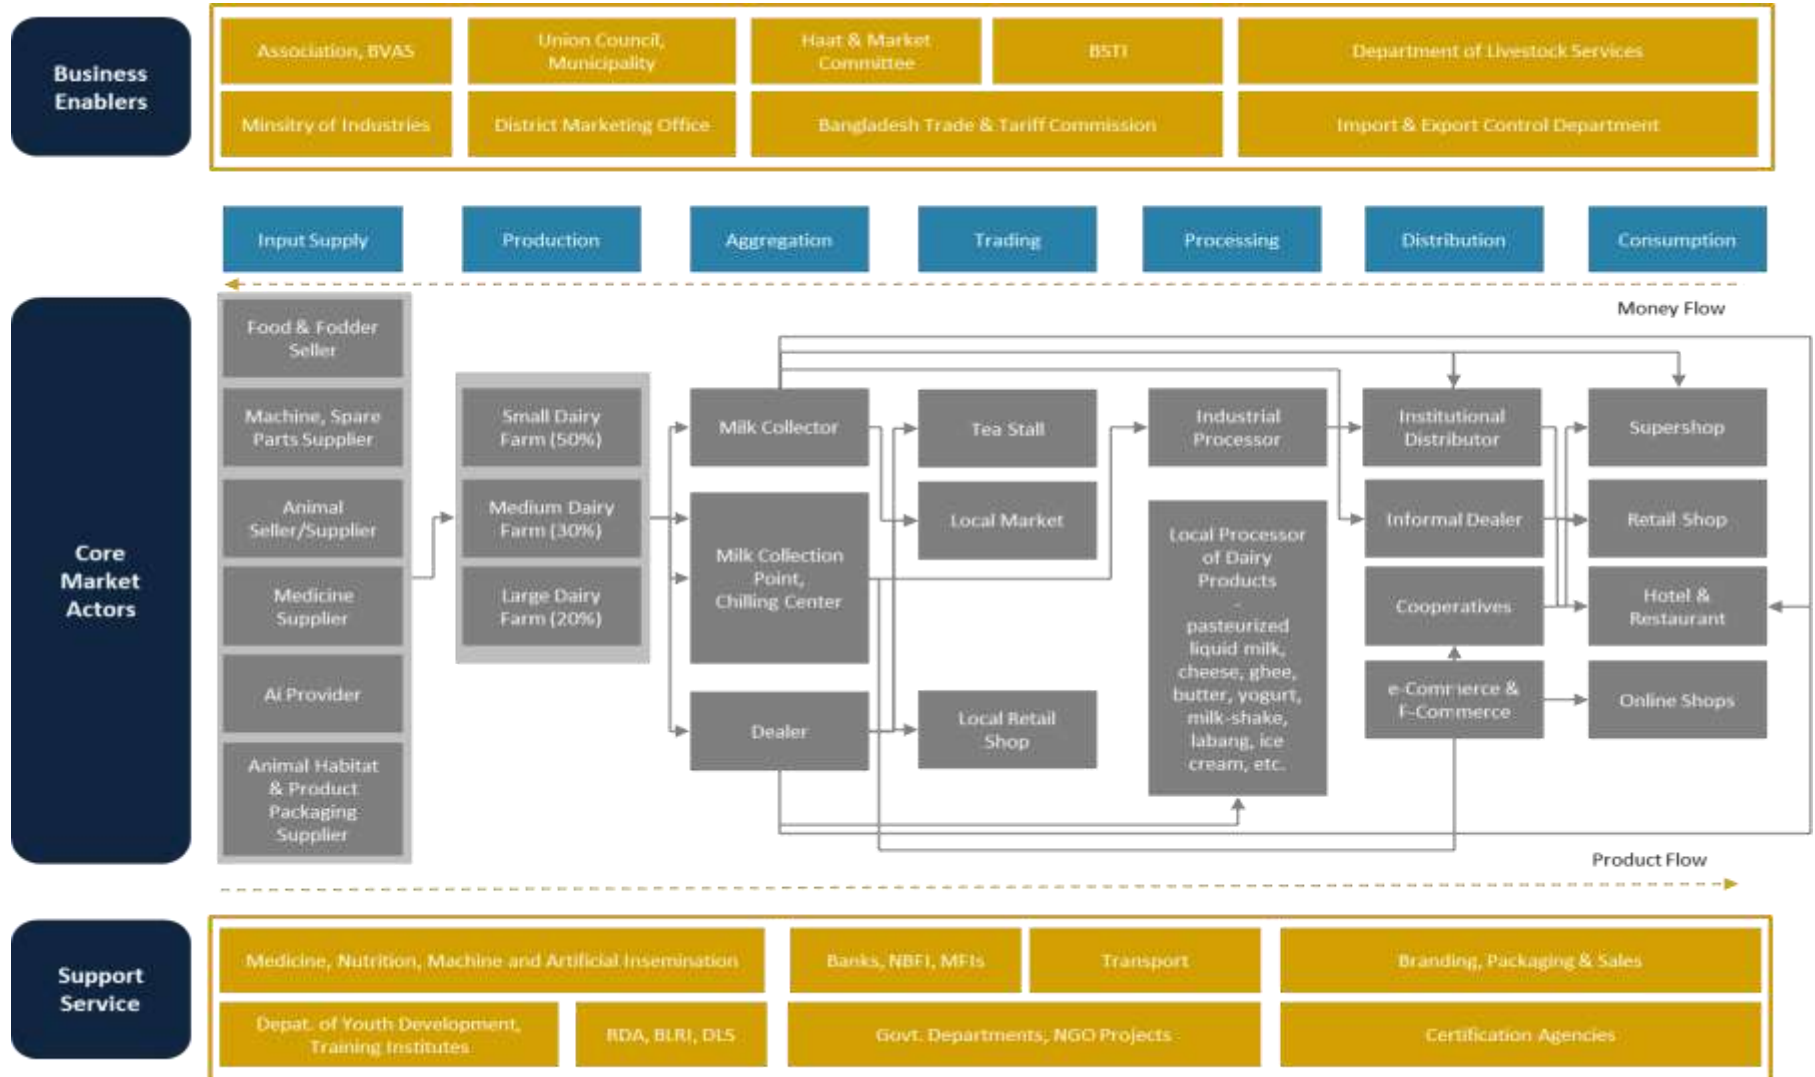 Business
Enablers
Association, BVAS
Union Council,
Municipality
Haat & Market
Committee
BSTI
Department of Livestock Services
Minsitry of Industries
District Marketing Office
Bangladesh Trade & Tariff Commission
Import & Export Control Department
Input Supply
Production
Aggregation
Trading
Processing
Distribution
Consumption
Money Flow
Core
Market
Actors
Food & Fodder
Seller
Machine, Spare
Parts Supplier
Animal
Seller/Supplier
Medicine
Supplier
AI Provider
Animal Habitat
& Product
Packaging
Supplier
Small Dairy
Farm (50%)
Medium Dairy
Farm (30%)
Large Dairy
Farm (20%)
Milk Collector
Milk Collection
Point,
Chilling Center
Dealer
Tea Stall
Local Market
Local Retail
Shop
Industrial
Processor
Local Processor
of Dairy
Products
-
pasteurized
liquid milk,
cheese, ghee,
butter, yogurt,
milk-shake,
labang, ice
cream, etc.
Institutional
Distributor
Informal Dealer
Cooperatives
e-Commerce &
F-Commerce
Supershop
Retail Shop
Hotel &
Restaurant
Online Shops
Product Flow
Support
Service
Medicine, Nutrition, Machine and Artificial Insemination
Banks, NBFI, MFIs
Transport
Branding, Packaging & Sales
Depat. of Youth Development,
Training Institutes
RDA, BLRI, DLS
Govt. Departments, NGO Projects
Certification Agencies